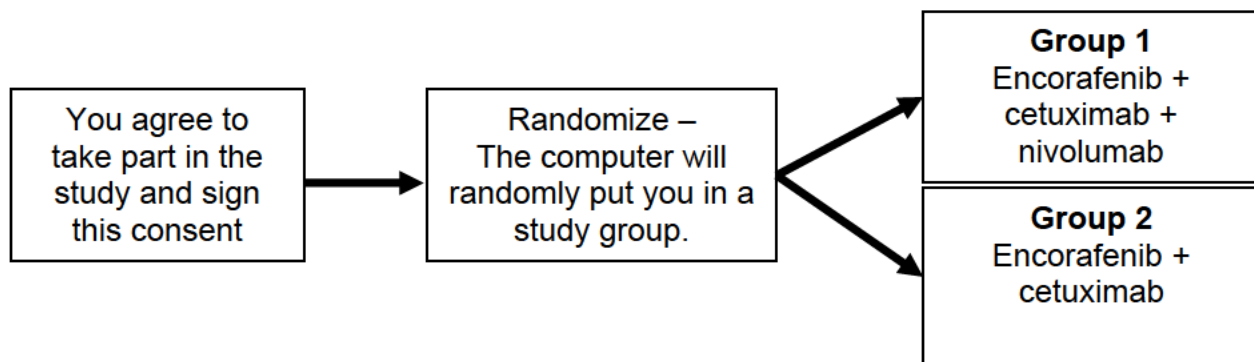 You agree to
take part in the
study and sign
this consent
Randomize –
The computer will
randomly put you in a
study group.
Group 1
Encorafenib +
cetuximab +
nivolumab
Group 2
Encorafenib +
cetuximab